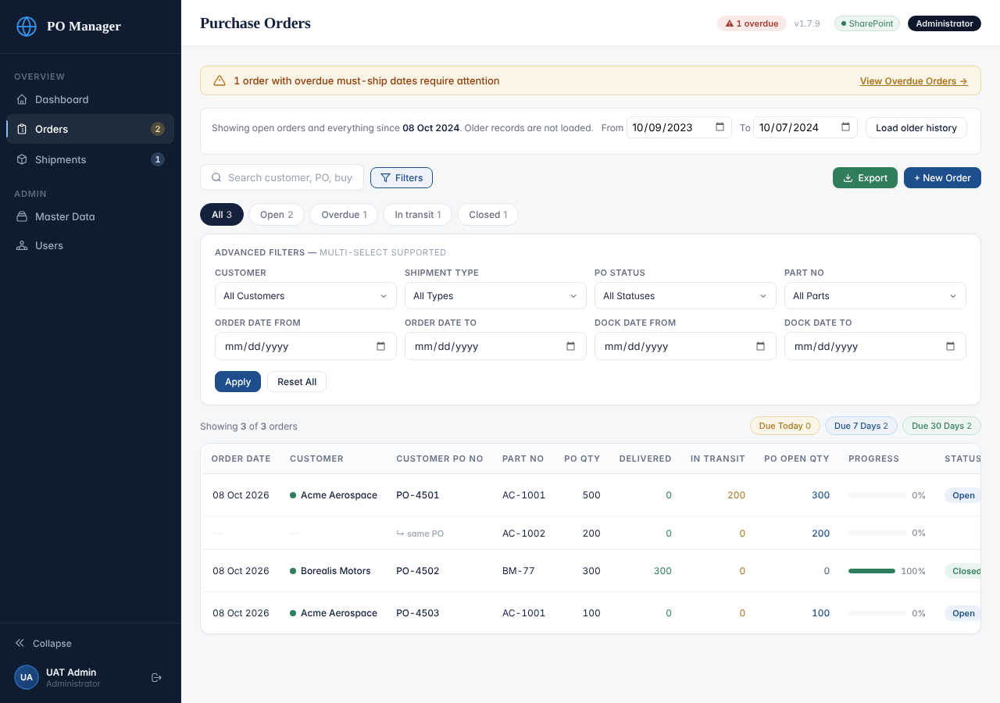 PO Manager
Purchase Orders
1 overdue v1.7.9 SharePoint Administrator
OVERVIEW
Dashboard
Orders 2
Shipments 1
ADMIN
Master Data
Users
Collapse
UA UAT Admin
Administrator
1 order with overdue must-ship dates require attention View Overdue Orders →
Showing open orders and everything since 08 Oct 2024. Older records are not loaded. From 10/09/2023 To 10/07/2024 Load older history
Search customer, PO, buy Filters Export + New Order
All 3 Open 2 Overdue 1 In transit 1 Closed 1
ADVANCED FILTERS — MULTI-SELECT SUPPORTED
CUSTOMER SHIPMENT TYPE PO STATUS PART NO
All Customers All Types All Statuses All Parts
ORDER DATE FROM ORDER DATE TO DOCK DATE FROM DOCK DATE TO
mm/dd/yyyy mm/dd/yyyy mm/dd/yyyy mm/dd/yyyy
Apply Reset All
Showing 3 of 3 orders Due Today 0 Due 7 Days 2 Due 30 Days 2
ORDER DATE CUSTOMER CUSTOMER PO NO PART NO PO QTY DELIVERED IN TRANSIT PO OPEN QTY PROGRESS STATUS
08 Oct 2026 Acme Aerospace PO-4501 AC-1001 500 0 200 300 0% Open
— — ↳ same PO AC-1002 200 0 0 200 0%
08 Oct 2026 Borealis Motors PO-4502 BM-77 300 300 0 0 100% Closed
08 Oct 2026 Acme Aerospace PO-4503 AC-1001 100 0 0 100 0% Open